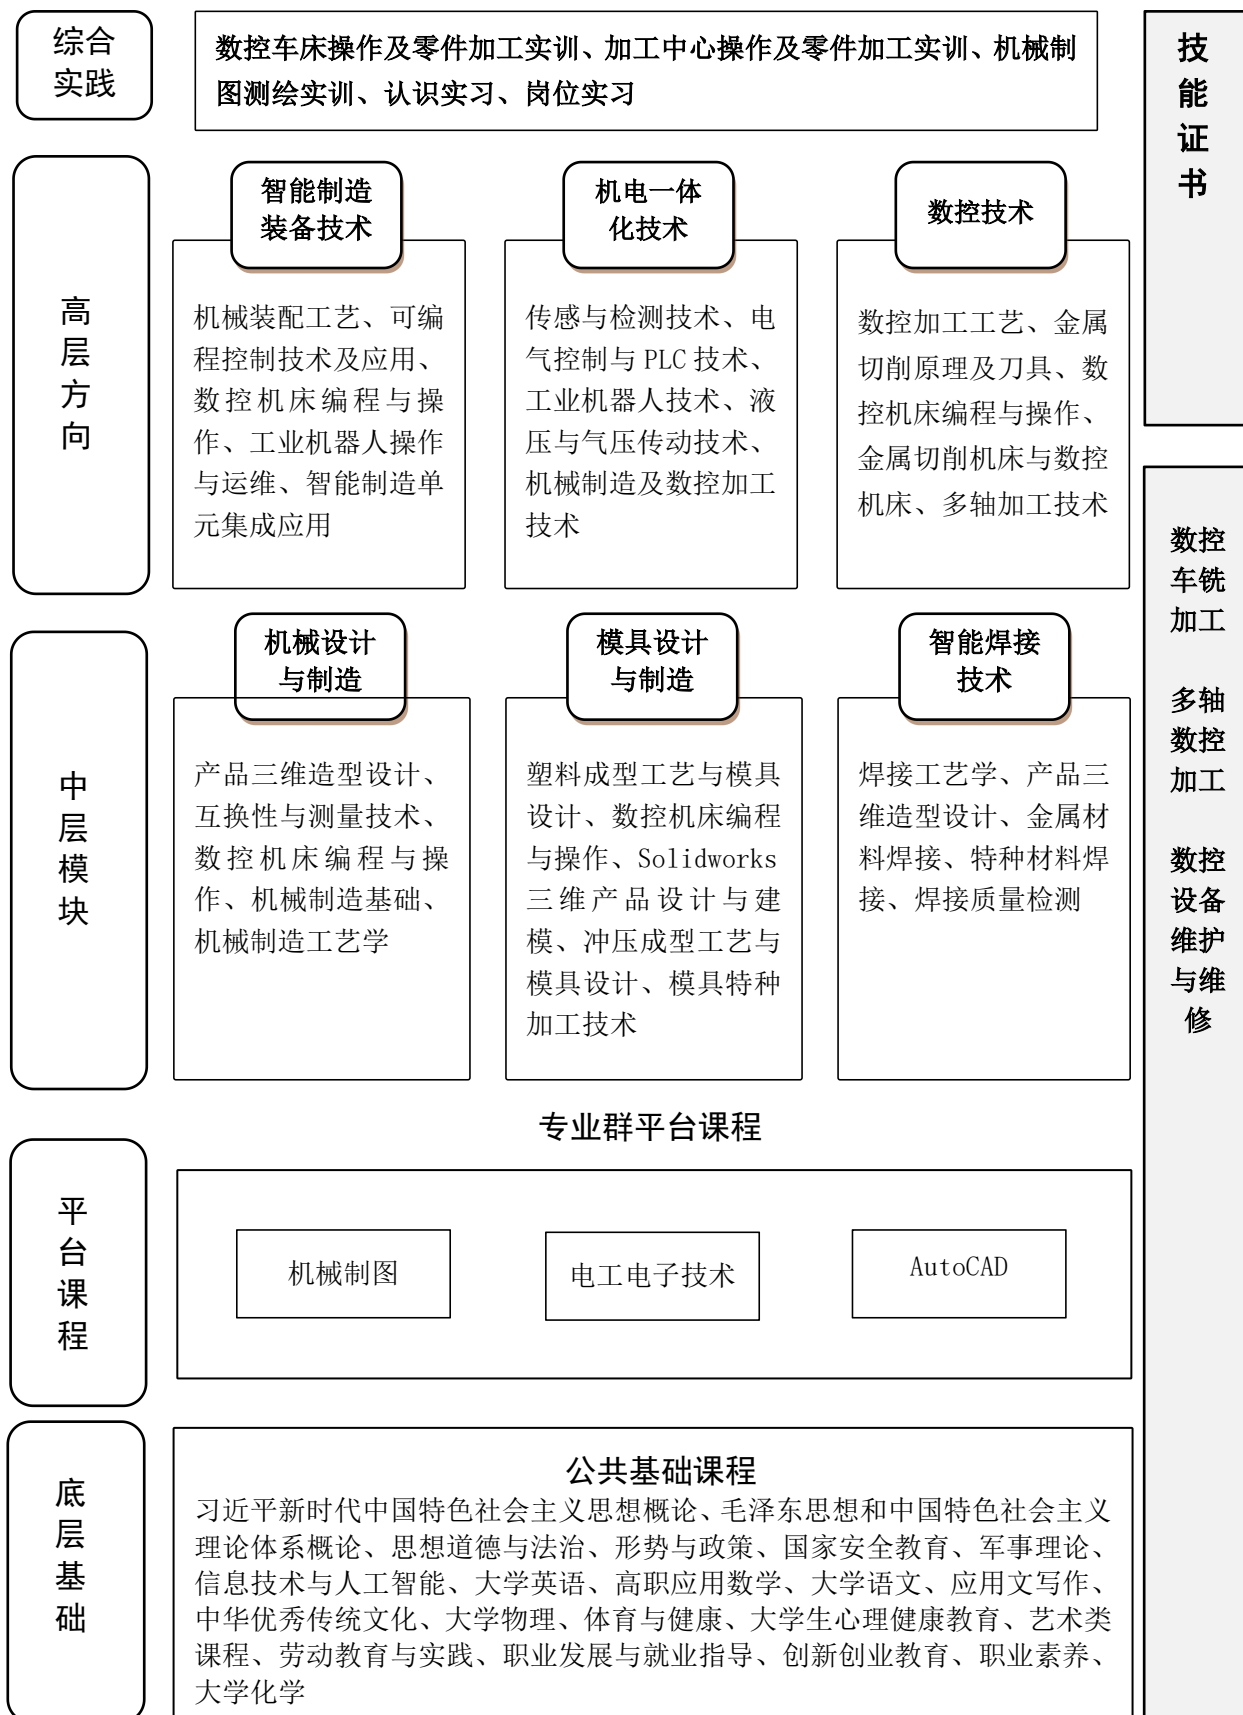 综合
实践
数控车床操作及零件加工实训、加工中心操作及零件加工实训、机械制
图测绘实训、认识实习、岗位实习
技
能
证
书
高
层
方
向
智能制造
装备技术
机械装配工艺、可编
程控制技术及应用、
数控机床编程与操
作、工业机器人操作
与运维、智能制造单
元集成应用
机电一体
化技术
传感与检测技术、电
气控制与 PLC 技术、
工业机器人技术、液
压与气压传动技术、
机械制造及数控加工
技术
数控技术
数控加工工艺、金属
切削原理及刀具、数
控机床编程与操作、
金属切削机床与数控
机床、多轴加工技术
数控
车铣
加工
多轴
数控
加工
数控
设备
维护
与维
修
中
层
模
块
机械设计
与制造
产品三维造型设计、
互换性与测量技术、
数控机床编程与操
作、机械制造基础、
机械制造工艺学
模具设计
与制造
塑料成型工艺与模具
设计、数控机床编程
与操作、Solidworks
三维产品设计与建
模、冲压成型工艺与
模具设计、模具特种
加工技术
智能焊接
技术
焊接工艺学、产品三
维造型设计、金属材
料焊接、特种材料焊
接、焊接质量检测
专业群平台课程
平
台
课
程
机械制图
电工电子技术
AutoCAD
底
层
基
础
公共基础课程
习近平新时代中国特色社会主义思想概论、毛泽东思想和中国特色社会主义
理论体系概论、思想道德与法治、形势与政策、国家安全教育、军事理论、
信息技术与人工智能、大学英语、高职应用数学、大学语文、应用文写作、
中华优秀传统文化、大学物理、体育与健康、大学生心理健康教育、艺术类
课程、劳动教育与实践、职业发展与就业指导、创新创业教育、职业素养、
大学化学